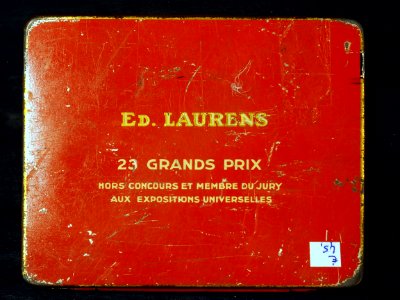 ED. LAURENS
23 GRANDS PRIX
HORS CONCOURS ET MEMBRE DU JURY
AUX EXPOSITIONS UNIVERSELLES